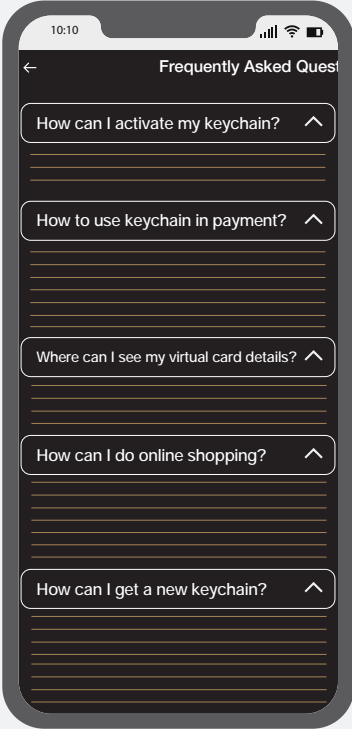 10:10
Frequently Asked Quest
How can I activate my keychain?
How to use keychain in payment?
Where can I see my virtual card details?
How can I do online shopping?
How can I get a new keychain?